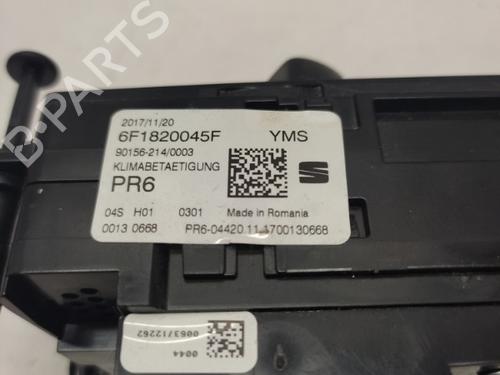 2017/11/20
6F1820045F YMS
90156-214/0003
KLIMABETAETIGUNG
PR6
04S H01 0301 Made in Romania
0013 0668 PR6-04420 11.1700130668
0044
0063712262
B-PARTS